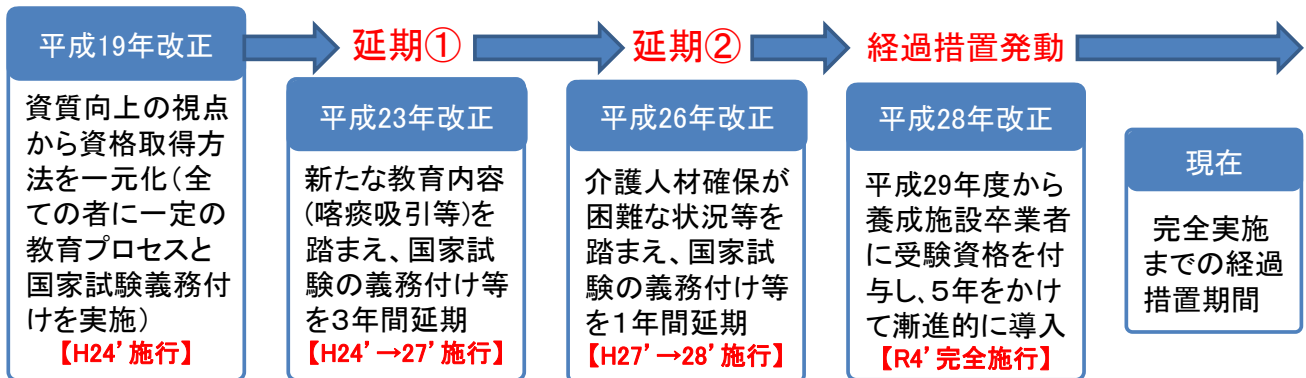 平成19年改正
資質向上の視点
から資格取得方
法を一元化(全
ての者に一定の
教育プロセスと
国家試験義務付
けを実施)
【H24’施行】
延期①
平成23年改正
新たな教育内容
(喀痰吸引等)を
踏まえ、国家試
験の義務付け等
を3年間延期
【H24’→27’施行】
延期②
平成26年改正
介護人材確保が
困難な状況等を
踏まえ、国家試
験の義務付け等
を1年間延期
【H27’→28’施行】
経過措置発動
平成28年改正
平成29年度から
養成施設卒業者
に受験資格を付
与し、5年をかけ
て漸進的に導入
【R4’完全施行】
現在
完全実施
までの経過
措置期間